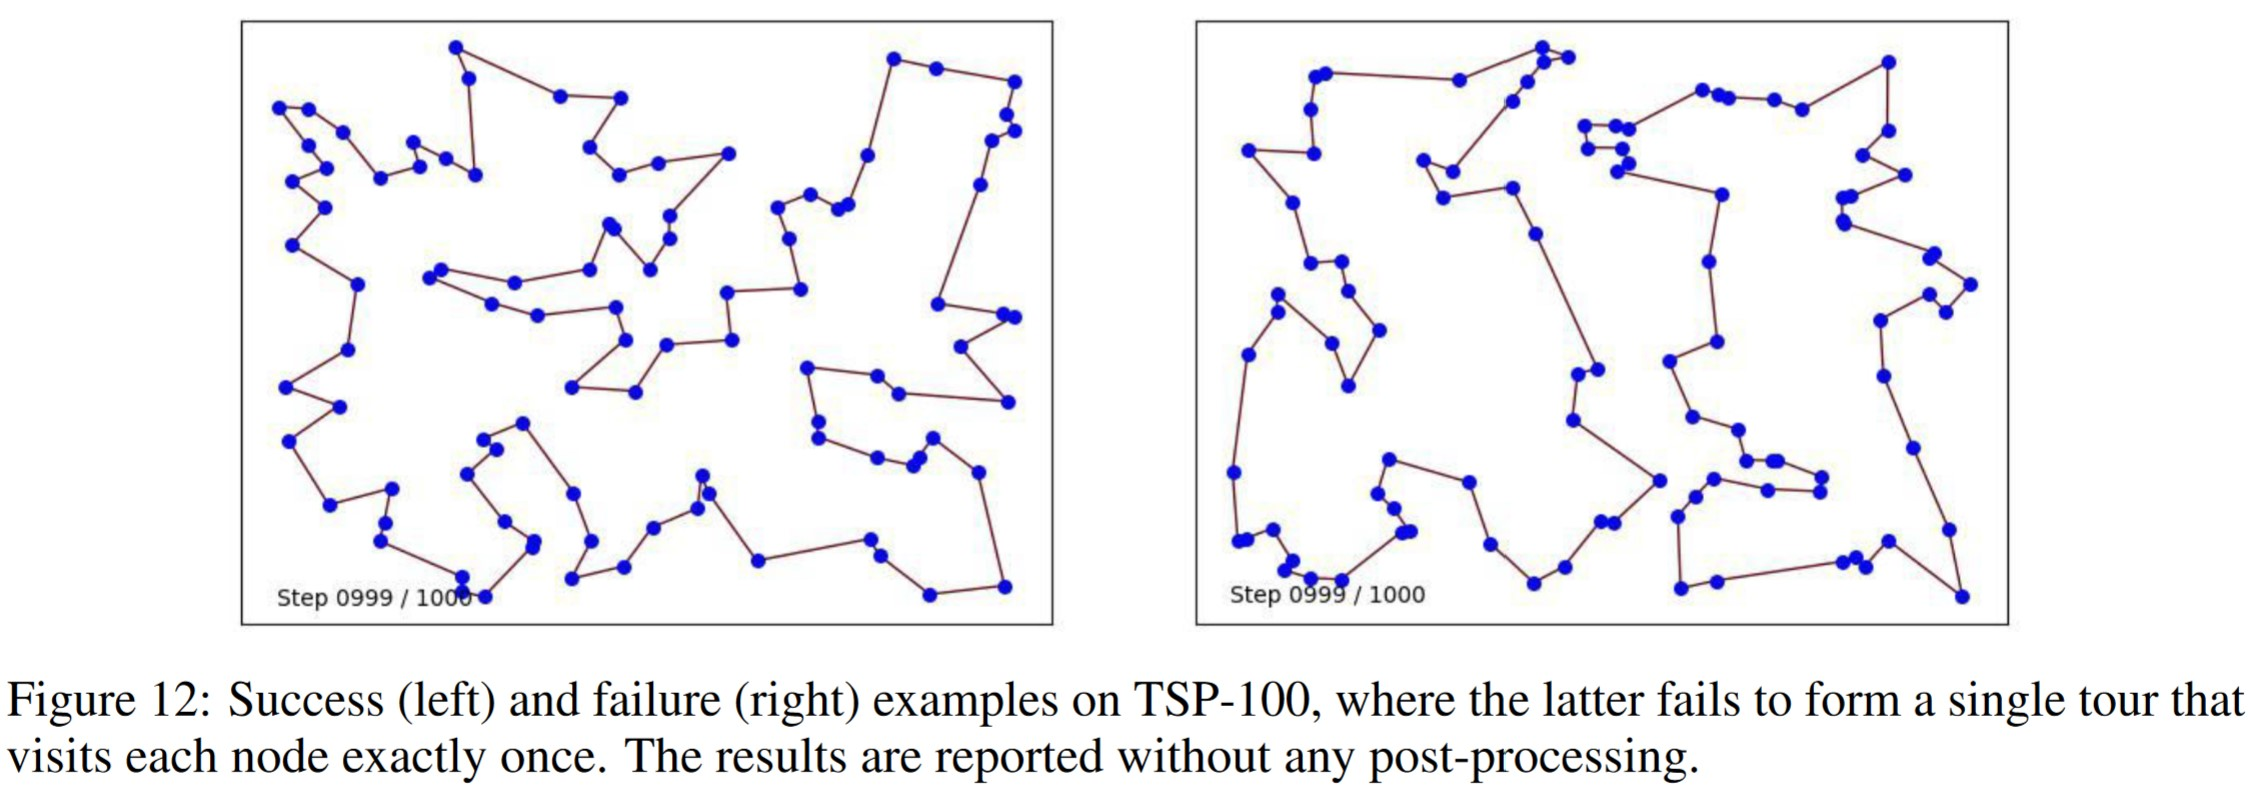 Step 0999 / 1000
Step 0999 / 1000
Figure 12: Success (left) and failure (right) examples on TSP-100, where the latter fails to form a single tour that
visits each node exactly once. The results are reported without any post-processing.